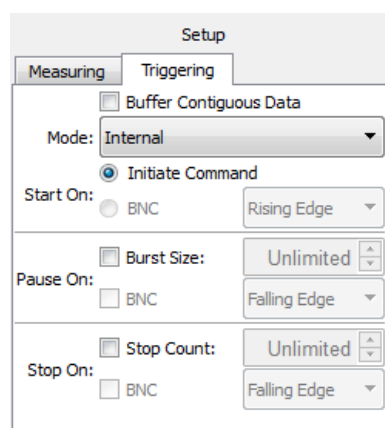 Setup
Measuring Triggering
Buffer Contiguous Data
Mode: Internal
Initiate Command
Start On:
BNC Rising Edge
Burst Size: Unlimited
Pause On:
BNC Falling Edge
Stop Count: Unlimited
Stop On:
BNC Falling Edge